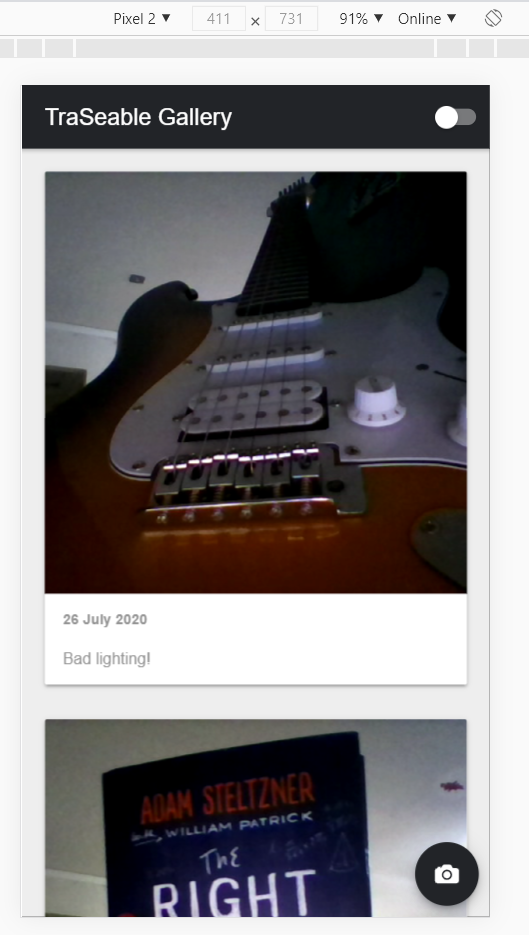 Pixel 2 ▼ 411 × 731 91% ▼ Online ▼
TraSeable Gallery
26 July 2020
Bad lighting!
ADAM STELTZNER
WILLIAM PATRICK
The
RIGHT